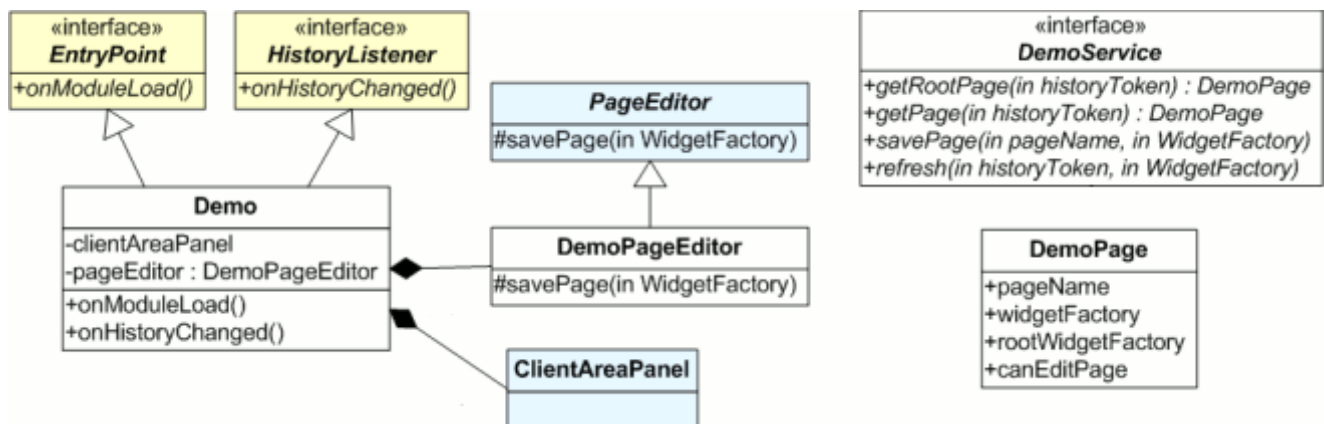 «interface»
EntryPoint
+onModuleLoad()
«interface»
HistoryListener
+onHistoryChanged()
PageEditor
#savePage(in WidgetFactory)
«interface»
DemoService
+getRootPage(in historyToken) : DemoPage
+getPage(in historyToken) : DemoPage
+savePage(in pageName, in WidgetFactory)
+refresh(in historyToken, in WidgetFactory)
Demo
-clientAreaPanel
-pageEditor : DemoPageEditor
+onModuleLoad()
+onHistoryChanged()
DemoPageEditor
#savePage(in WidgetFactory)
ClientAreaPanel
DemoPage
+pageName
+widgetFactory
+rootWidgetFactory
+canEditPage